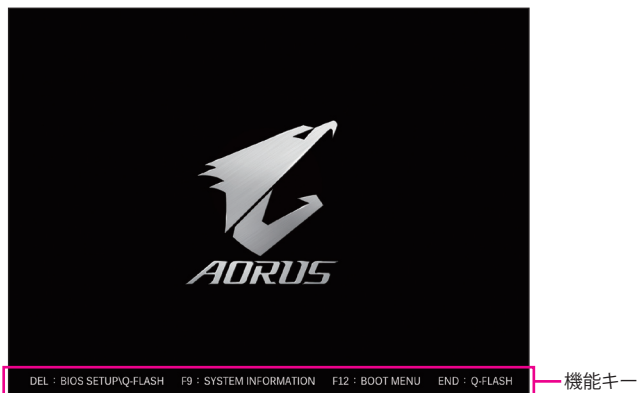 AORUS
DEL : BIOS SETUP\Q-FLASH F9 : SYSTEM INFORMATION F12 : BOOT MENU END : Q-FLASH
機能キー